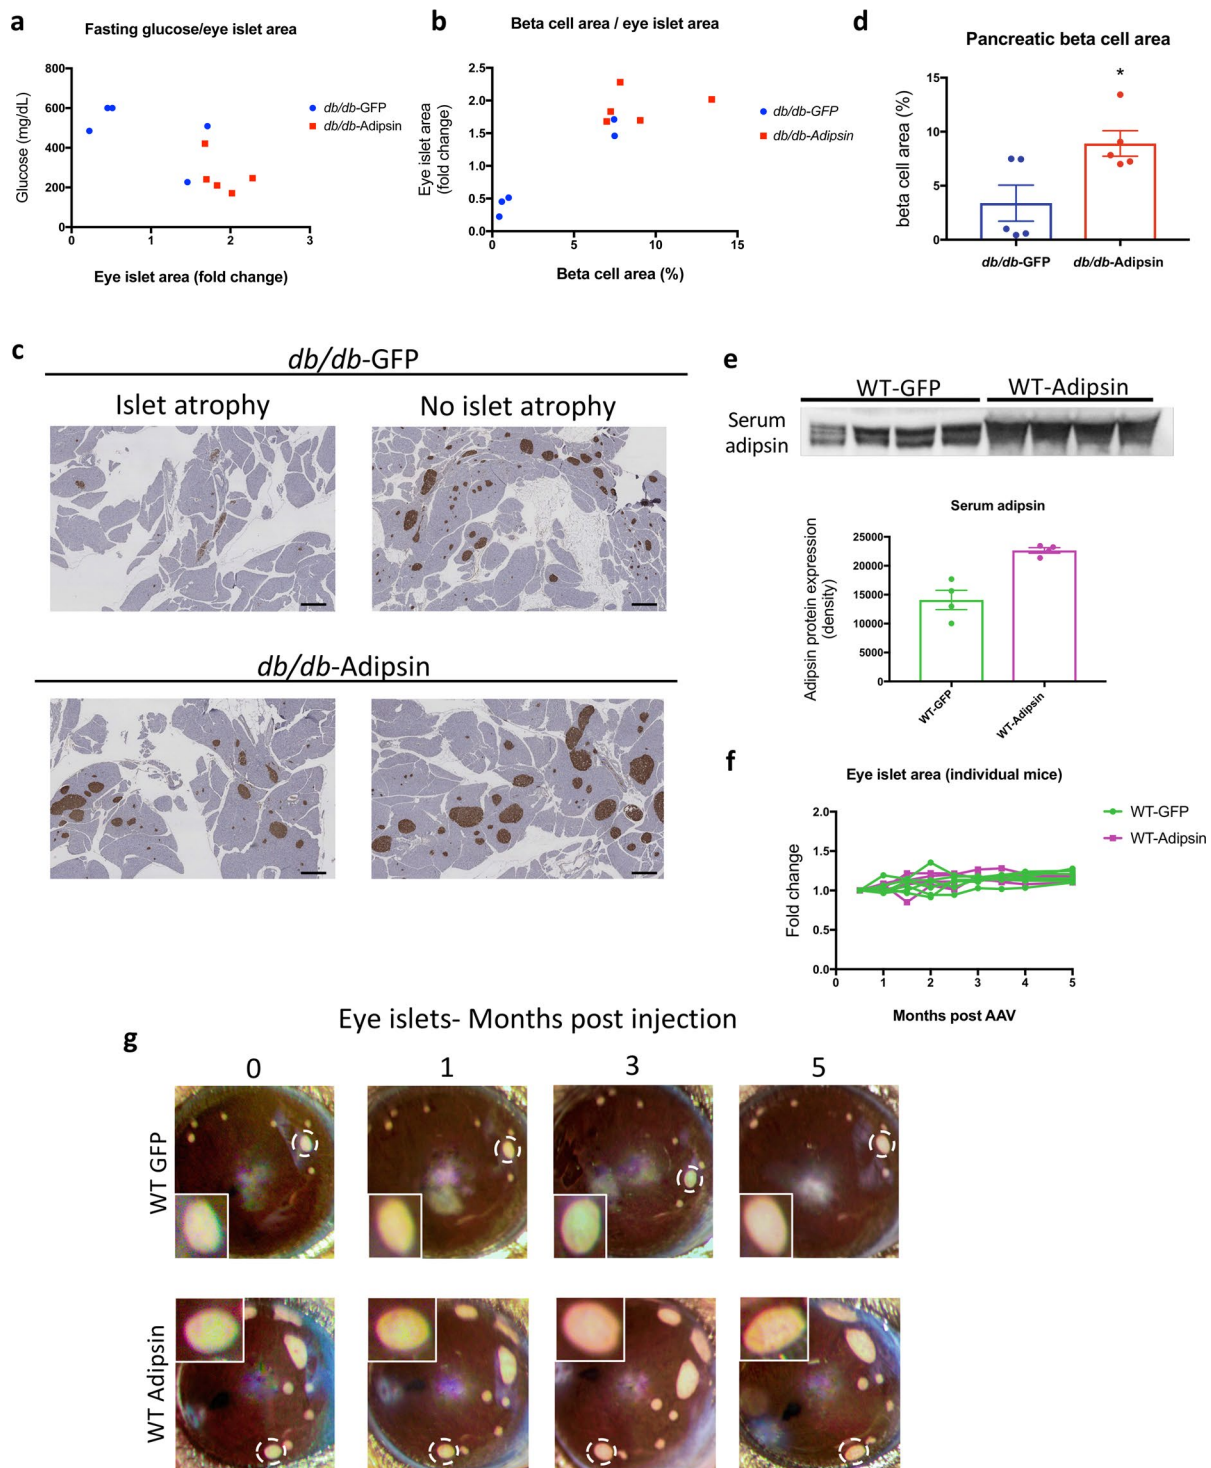 a
Fasting glucose/eye islet area
Glucose (mg/dL)
800
600
400
200
0
0
1
2
3
db/db-GFP
db/db-Adipsin
Eye islet area (fold change)
b
Beta cell area / eye islet area
Eye islet area
(fold change)
2.5
2.0
1.5
1.0
0.5
0.0
0
5
10
15
db/db-GFP
db/db-Adipsin
Beta cell area (%)
d
Pancreatic beta cell area
*
beta cell area (%)
15
10
5
0
db/db-GFP
db/db-Adipsin
c
db/db-GFP
Islet atrophy
No islet atrophy
db/db-Adipsin
e
WT-GFP
WT-Adipsin
Serum
adipsin
Serum adipsin
Adipsin protein expression
(density)
25000
20000
15000
10000
5000
0
WT-GFP
WT-Adipsin
f
Eye islet area (individual mice)
Fold change
2.0
1.5
1.0
0.5
0.0
0
1
2
3
4
5
WT-GFP
WT-Adipsin
Months post AAV
g
Eye islets- Months post injection
0
1
3
5
WT GFP
WT Adipsin